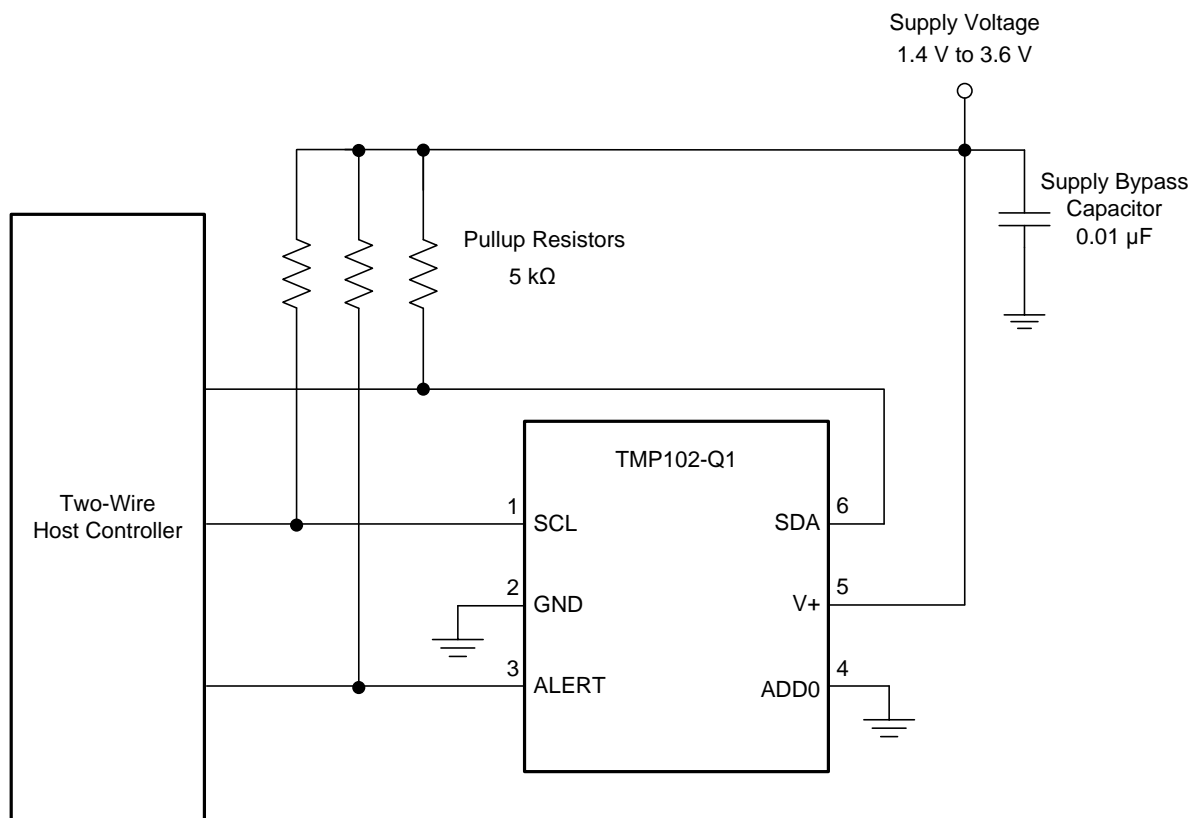 Supply Voltage
1.4 V to 3.6 V
Supply Bypass
Capacitor
0.01 µF
Pullup Resistors
5 kΩ
Two-Wire
Host Controller
TMP102-Q1
1
SCL
2
GND
3
ALERT
6
SDA
5
V+
4
ADD0